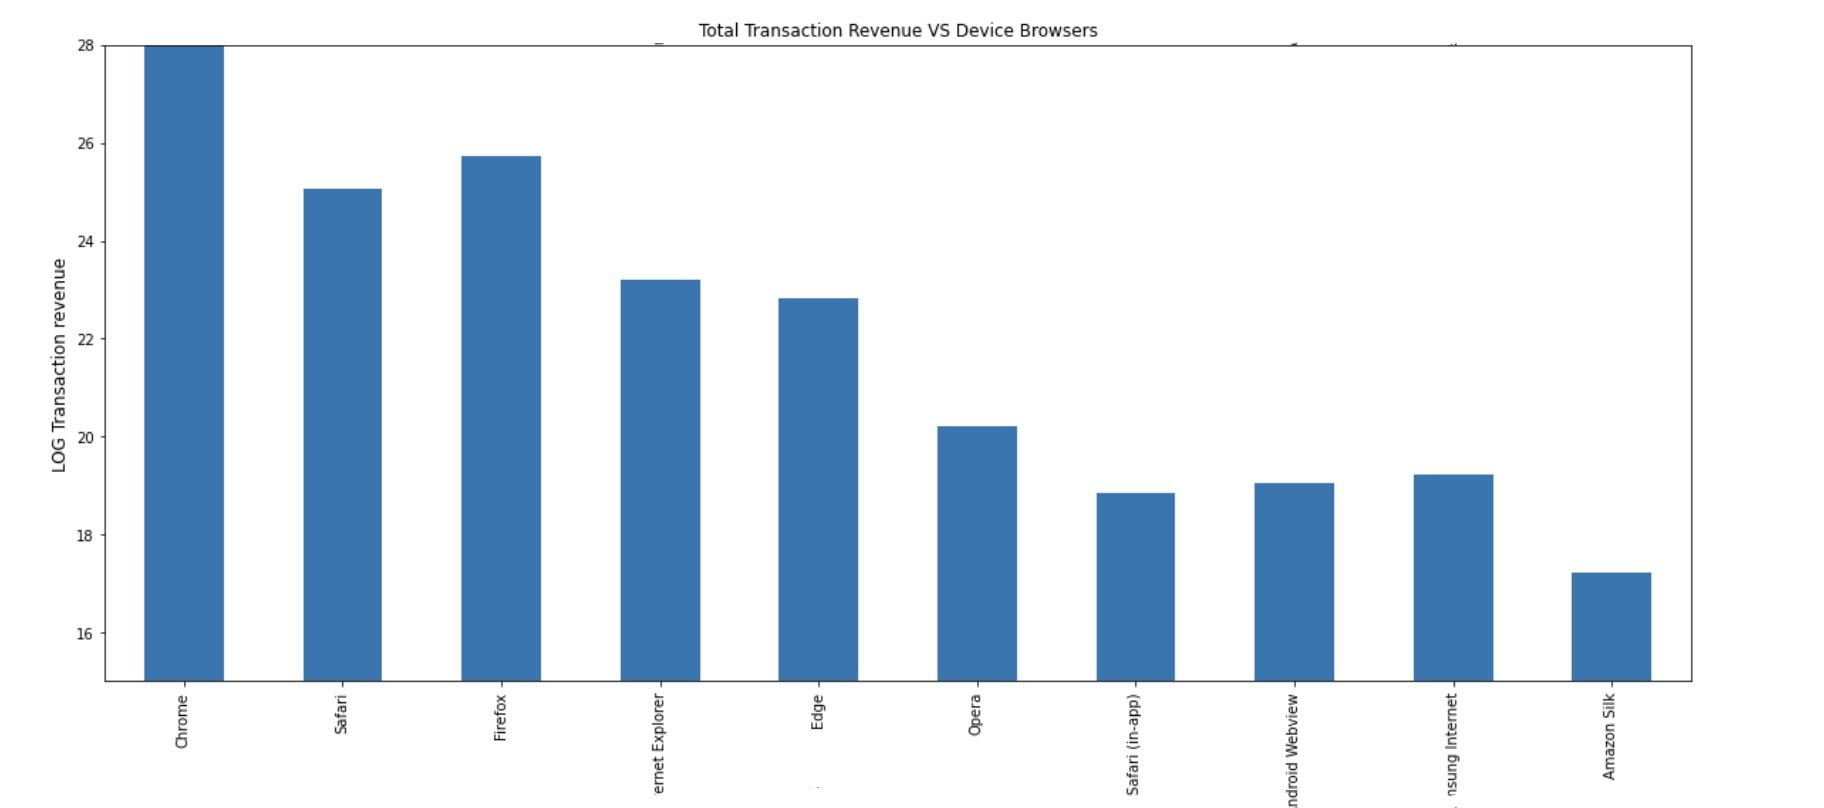 Total Transaction Revenue VS Device Browsers
28
26
24
22
20
18
16
LOG Transaction revenue
Chrome
Safari
Firefox
ernet Explorer
Edge
Opera
Safari (in-app)
ndroid Webview
nsung Internet
Amazon Silk